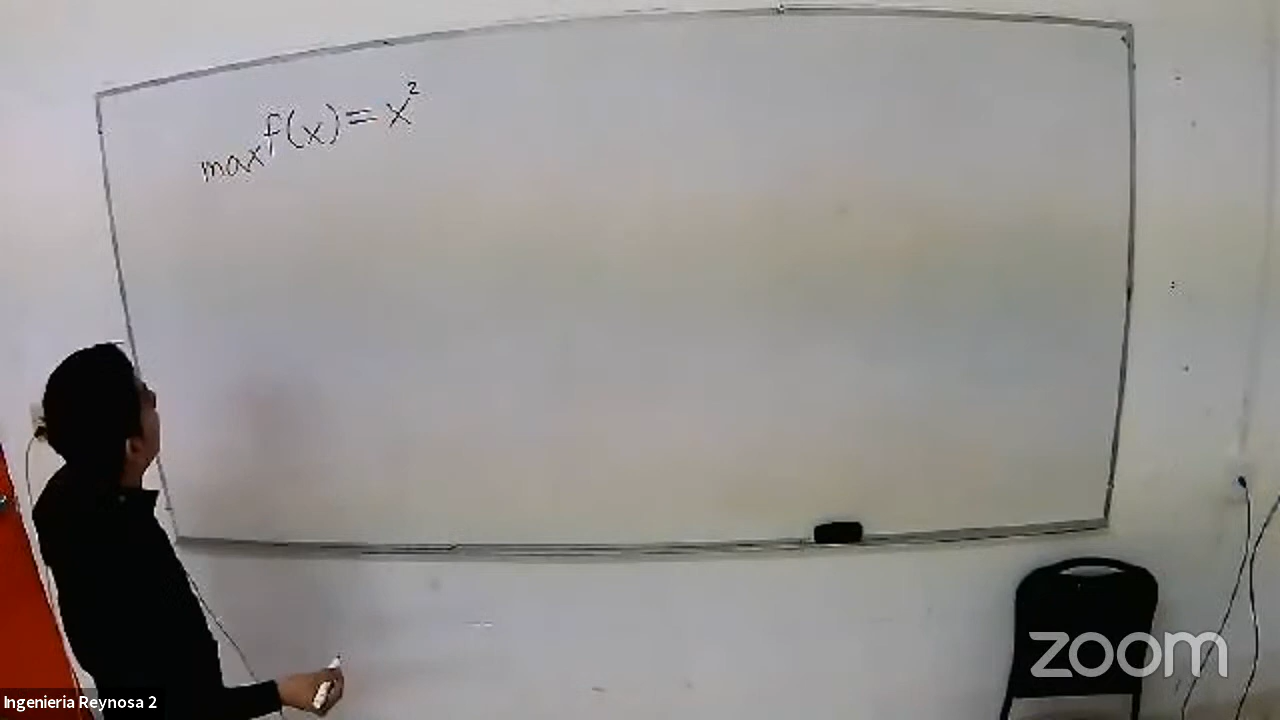 max f(x) = x²
zoom
Ingenieria Reynosa 2